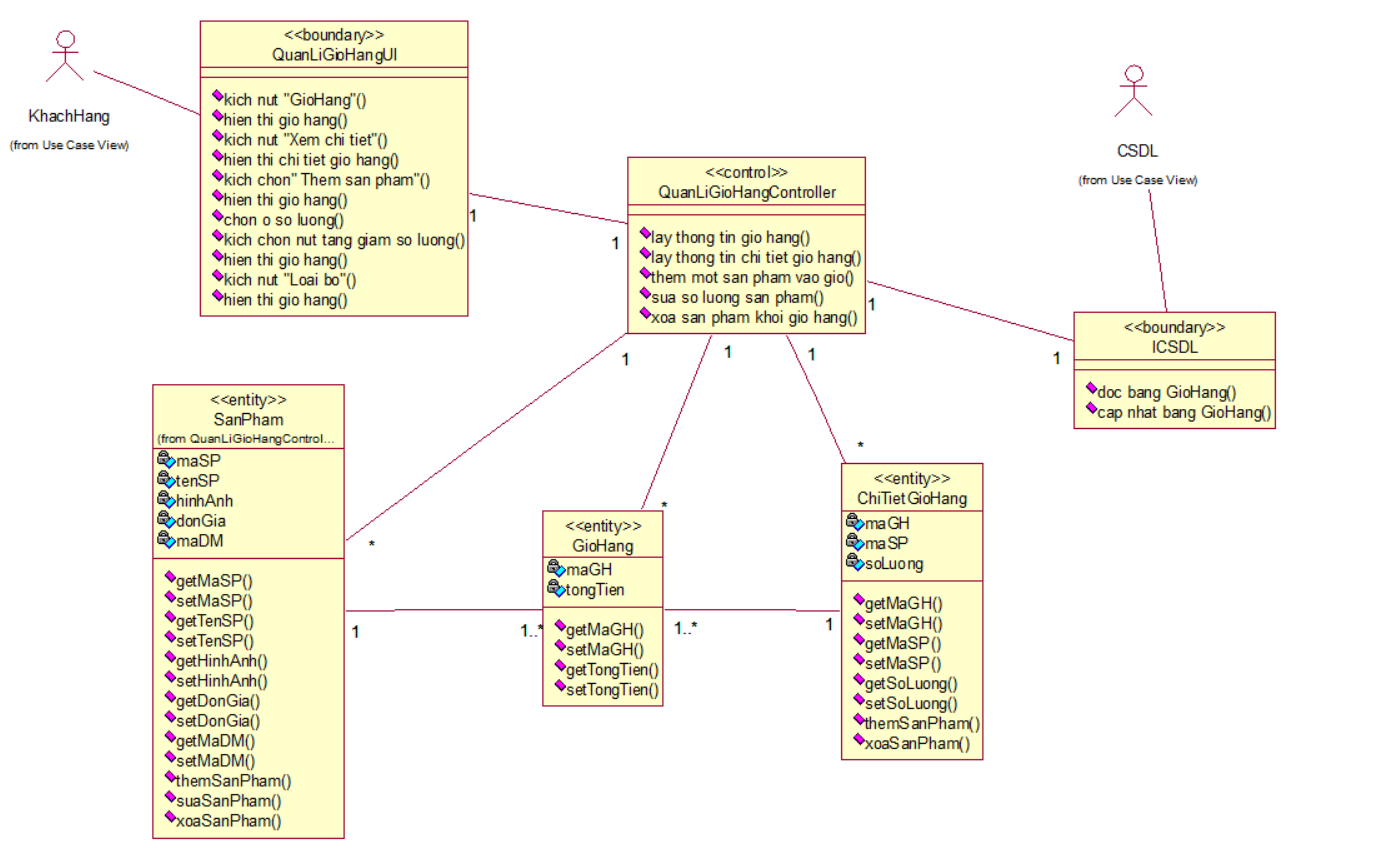 KhachHang
(from Use Case View)
<<boundary>>
QuanLiGioHangUI
kich nut "GioHang"()
hien thi gio hang()
kich nut "Xem chi tiet"()
hien thi chi tiet gio hang()
kich chon" Them san pham"()
hien thi gio hang()
chon o so luong()
kich chon nut tang giam so luong()
hien thi gio hang()
kich nut "Loai bo"()
hien thi gio hang()
1
1
<<control>>
QuanLiGioHangController
lay thong tin gio hang()
lay thong tin chi tiet gio hang()
them mot san pham vao gio()
sua so luong san pham()
xoa san pham khoi gio hang()
CSDL
(from Use Case View)
1
1
<<boundary>>
ICSDL
doc bang GioHang()
cap nhat bang GioHang()
1
1
1
*
*
*
<<entity>>
SanPham
(from QuanLiGioHangControl...
maSP
tenSP
hinhAnh
donGia
maDM
getMaSP()
setMaSP()
getTenSP()
setTenSP()
getHinhAnh()
setHinhAnh()
getDonGia()
setDonGia()
getMaDM()
setMaDM()
themSanPham()
suaSanPham()
xoaSanPham()
1
1..*
<<entity>>
GioHang
maGH
tongTien
getMaGH()
setMaGH()
getTongTien()
setTongTien()
1..*
1
<<entity>>
ChiTietGioHang
maGH
maSP
soLuong
getMaGH()
setMaGH()
getMaSP()
setMaSP()
getSoLuong()
setSoLuong()
themSanPham()
xoaSanPham()